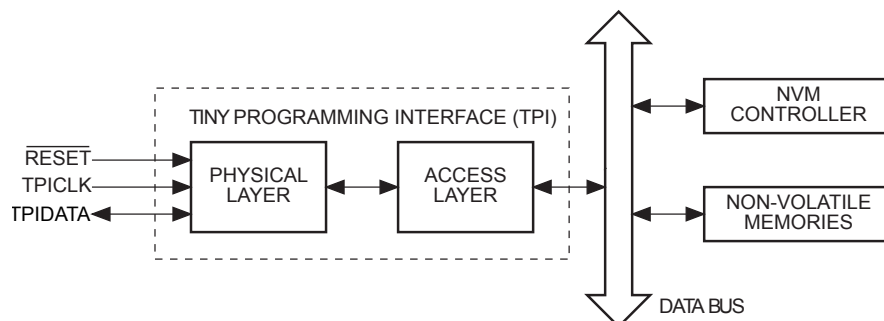 TINY PROGRAMMING INTERFACE (TPI)
RESET
TPICLK
TPIDATA
PHYSICAL
LAYER
ACCESS
LAYER
NVM
CONTROLLER
NON-VOLATILE
MEMORIES
DATA BUS